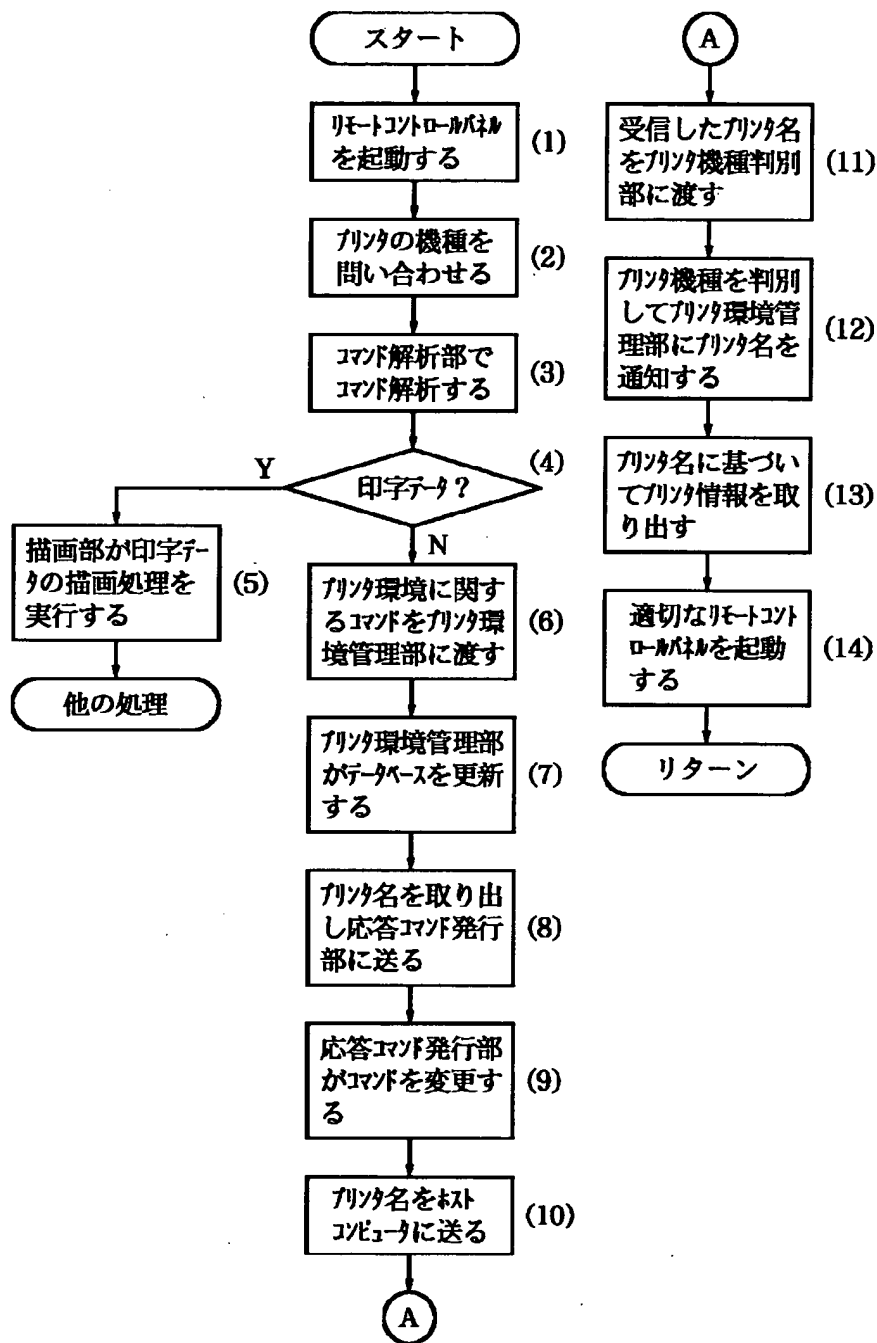 スタート
リモートコントロールパネル
を起動する
(1)
プリンタの機種を
問い合わせる
(2)
コマンド解析部で
コマンド解析する
(3)
印字データ?
(4)
Y
N
描画部が印字デー
タの描画処理を
実行する
(5)
他の処理
プリンタ環境に関す
るコマンドをプリンタ環
境管理部に渡す
(6)
プリンタ環境管理部
がデータベースを更新
する
(7)
プリンタ名を取り出
し応答コマンド発行
部に送る
(8)
応答コマンド発行部
がコマンドを変更す
る
(9)
プリンタ名をホスト
コンピュータに送る
(10)
A
A
受信したプリンタ名
をプリンタ機種判別
部に渡す
(11)
プリンタ機種を判別
してプリンタ環境管
理部にプリンタ名を
通知する
(12)
プリンタ名に基づい
てプリンタ情報を取
り出す
(13)
適切なリモートコント
ロールパネルを起動
する
(14)
リターン